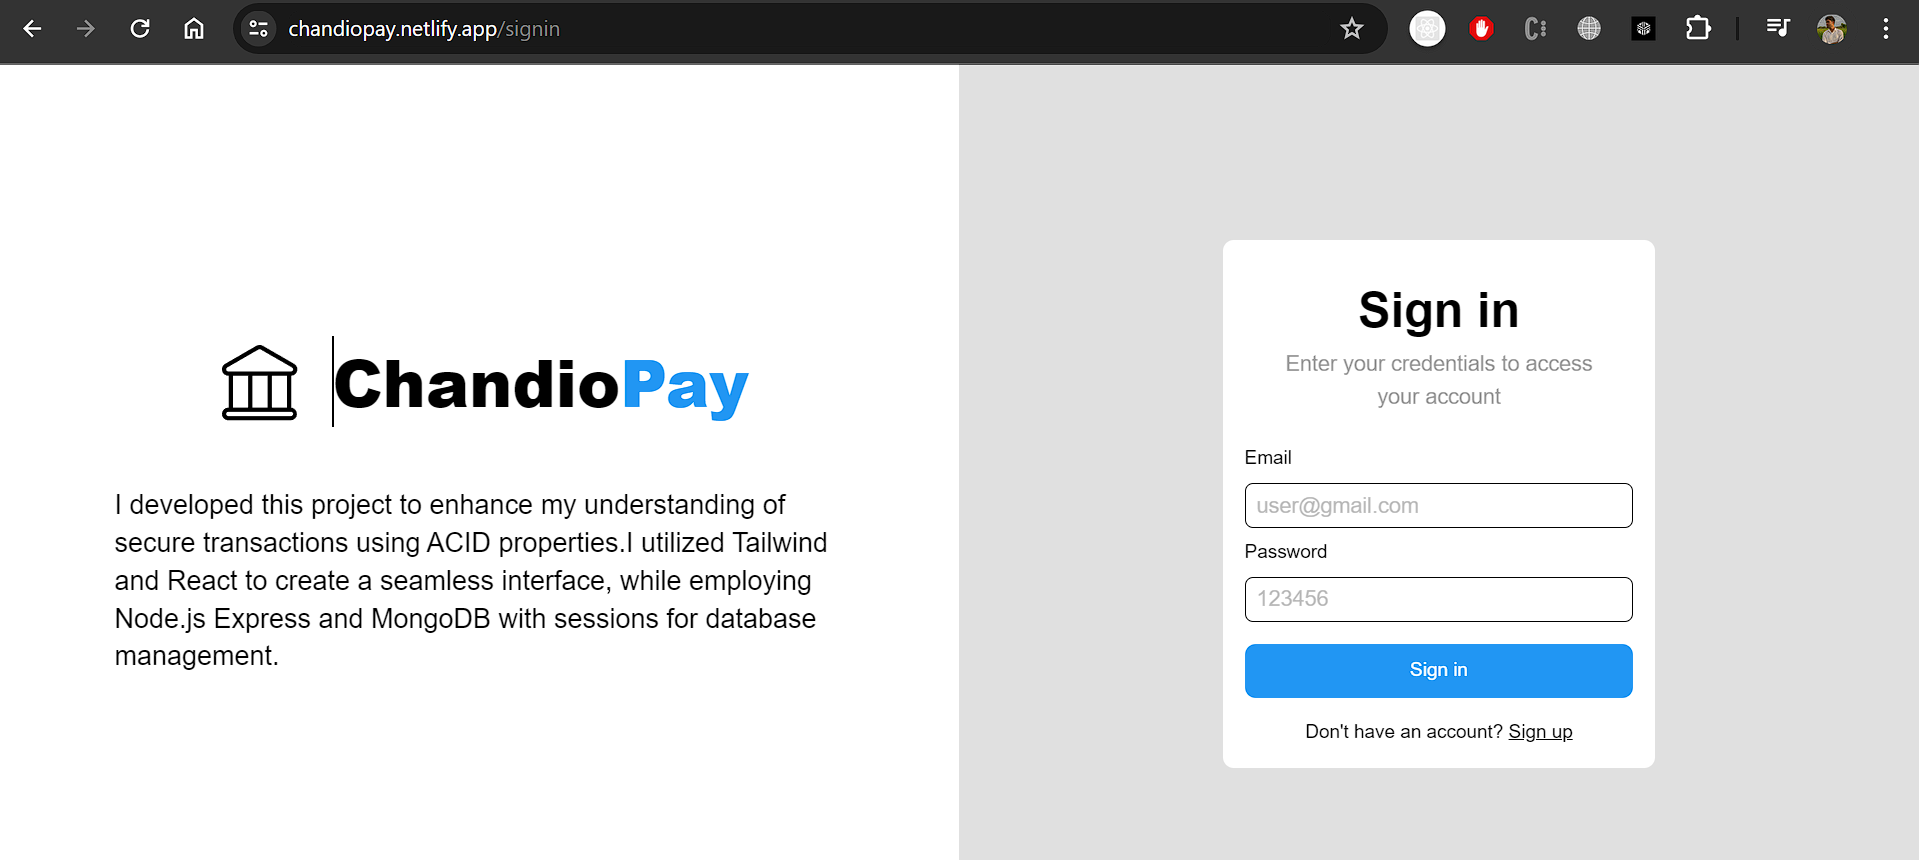 chandiopay.netlify.app/signin
ChandioPay
I developed this project to enhance my understanding of
secure transactions using ACID properties.I utilized Tailwind
and React to create a seamless interface, while employing
Node.js Express and MongoDB with sessions for database
management.
Sign in
Enter your credentials to access
your account
Email
user@gmail.com
Password
123456
Sign in
Don't have an account? Sign up